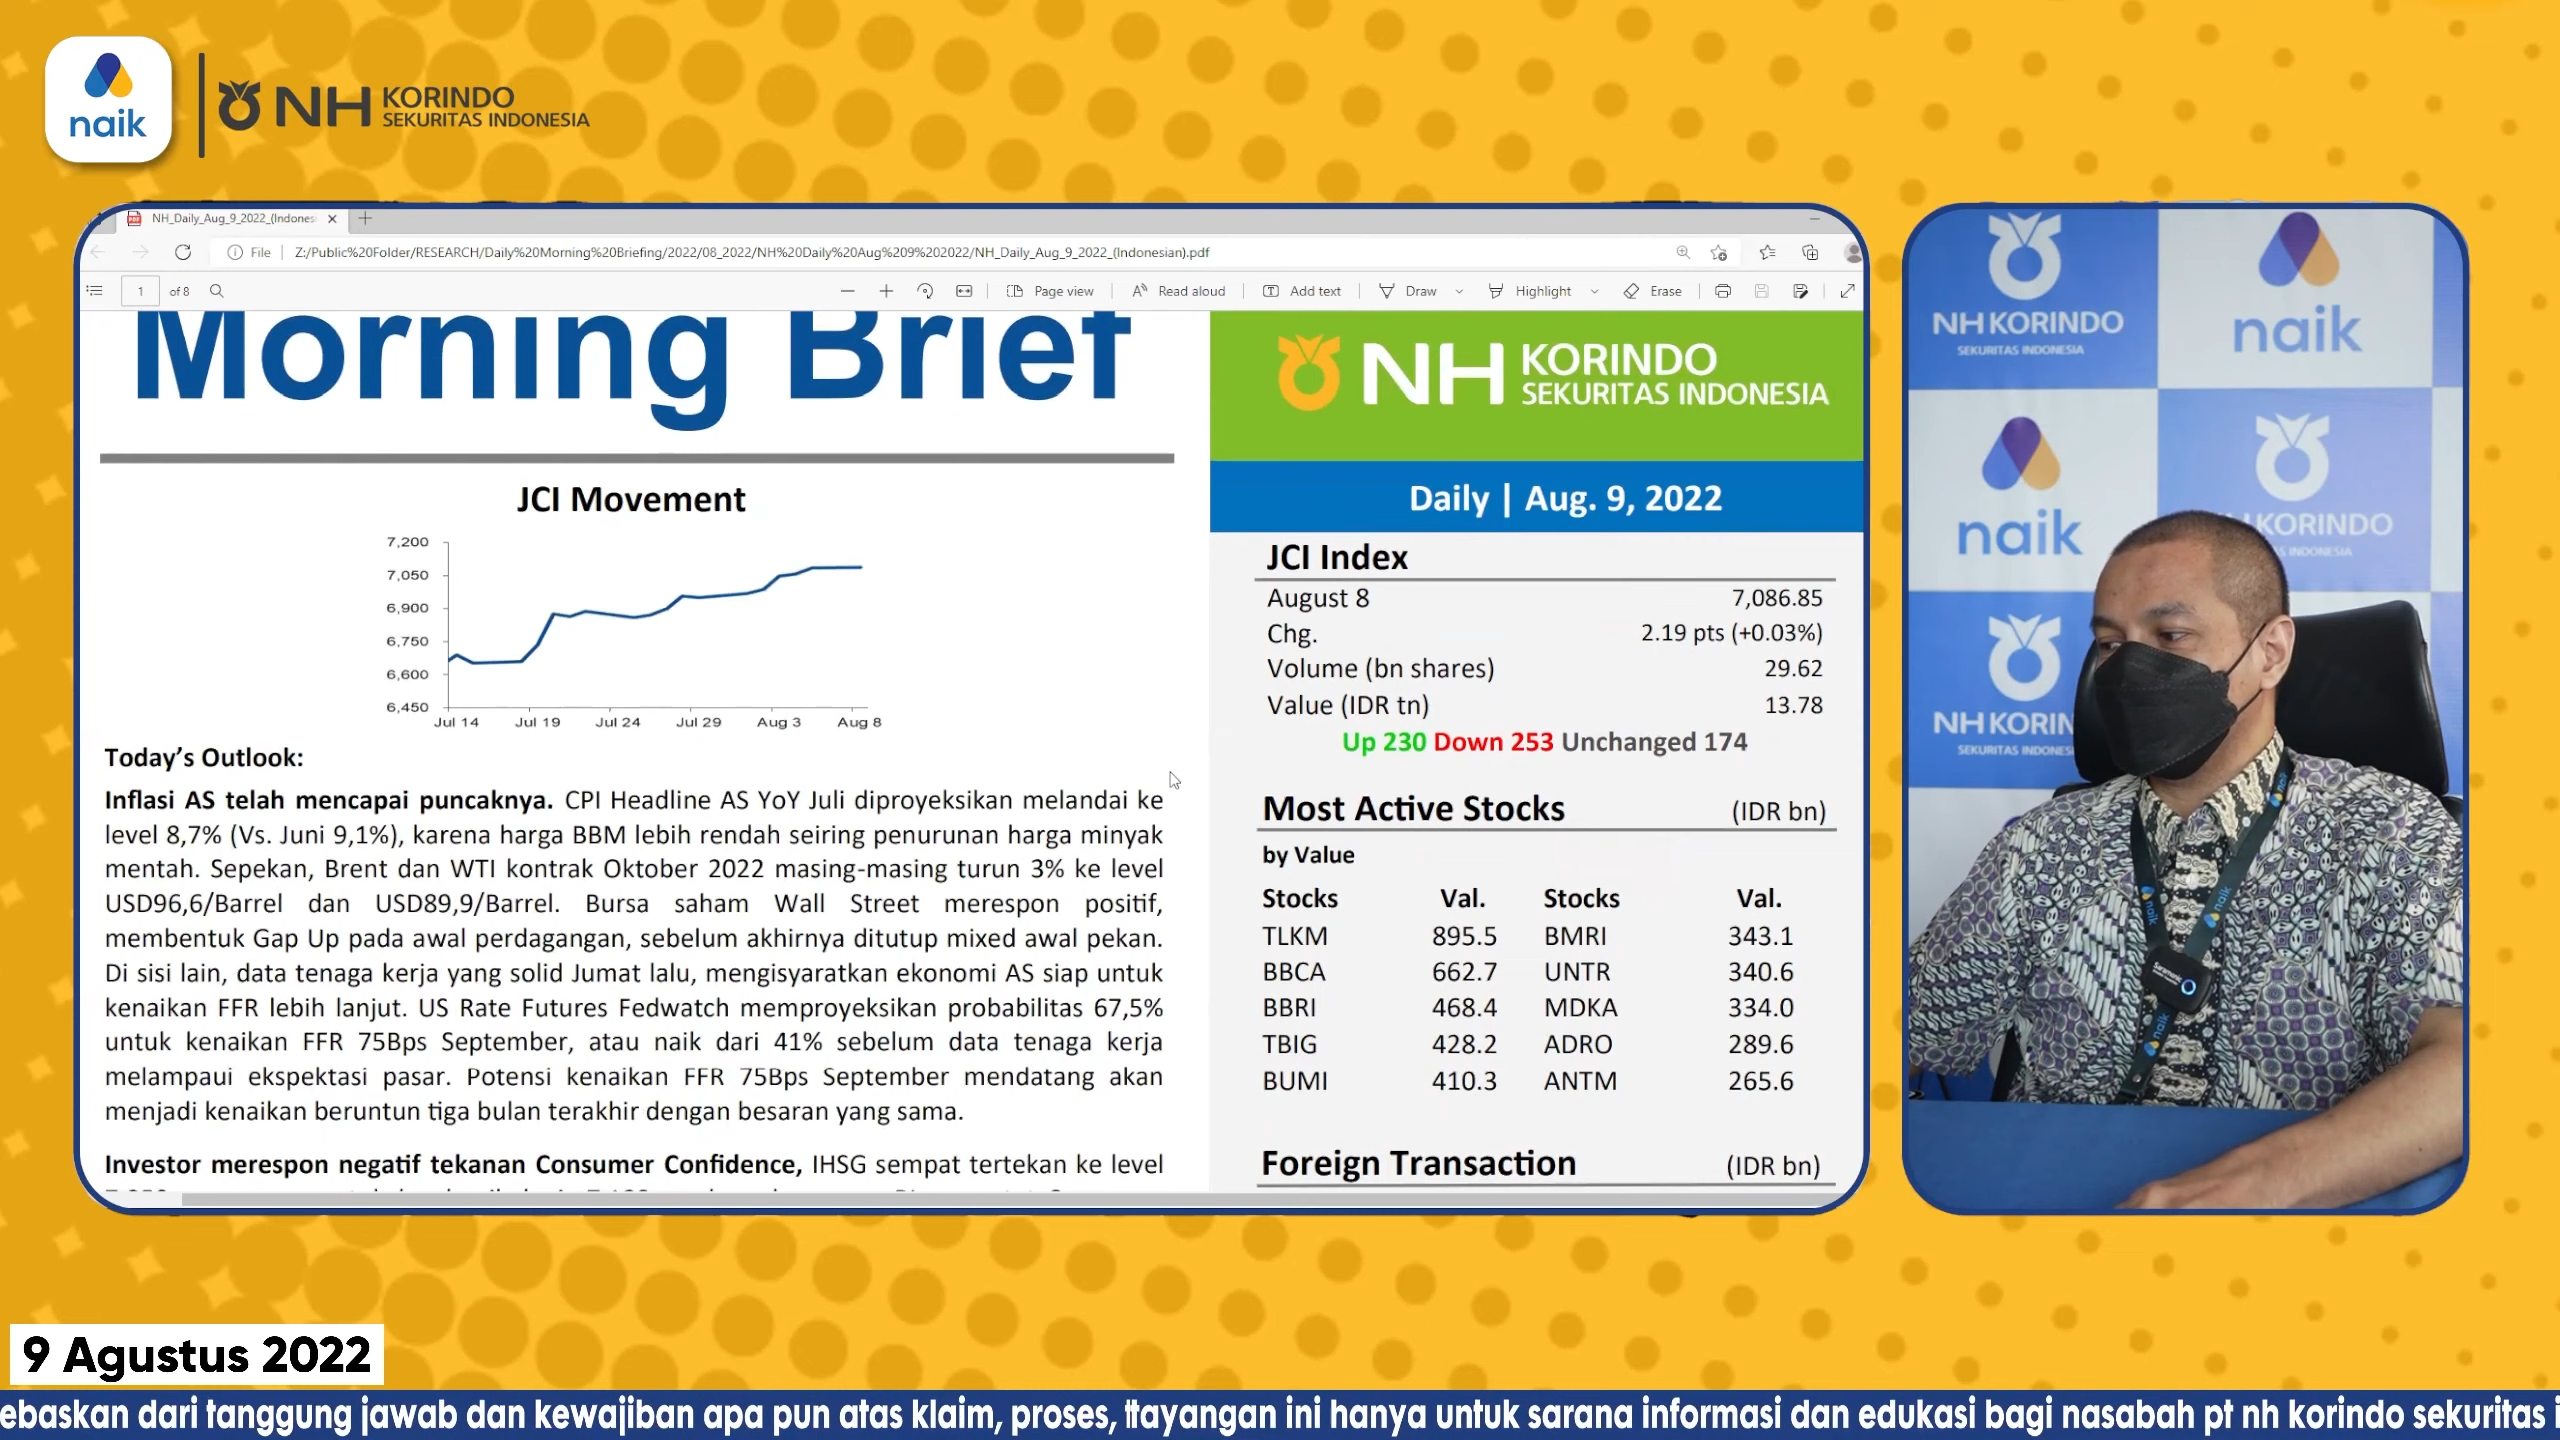 naik
NH KORINDO
SEKURITAS INDONESIA
NH_Daily_Aug_9_2022_(Indones
File
Z:/Public%20Folder/RESEARCH/Daily%20Morning%20Briefing/2022/08_2022/NH%20Daily%20Aug%209%202022/NH_Daily_Aug_9_2022_(Indonesian).pdf
1 of 8
Page view
Read aloud
Add text
Draw
Highlight
Erase
Morning Brief
JCI Movement
7,200
7,050
6,900
6,750
6,600
6,450
Jul 14 Jul 19 Jul 24 Jul 29 Aug 3 Aug 8
Today's Outlook:
Inflasi AS telah mencapai puncaknya. CPI Headline AS YoY Juli diproyeksikan melandai ke
level 8,7% (Vs. Juni 9,1%), karena harga BBM lebih rendah seiring penurunan harga minyak
mentah. Sepekan, Brent dan WTI kontrak Oktober 2022 masing-masing turun 3% ke level
USD96,6/Barrel dan USD89,9/Barrel. Bursa saham Wall Street merespon positif,
membentuk Gap Up pada awal perdagangan, sebelum akhirnya ditutup mixed awal pekan.
Di sisi lain, data tenaga kerja yang solid Jumat lalu, mengisyaratkan ekonomi AS siap untuk
kenaikan FFR lebih lanjut. US Rate Futures Fedwatch memproyeksikan probabilitas 67,5%
untuk kenaikan FFR 75Bps September, atau naik dari 41% sebelum data tenaga kerja
melampaui ekspektasi pasar. Potensi kenaikan FFR 75Bps September mendatang akan
menjadi kenaikan beruntun tiga bulan terakhir dengan besaran yang sama.
Investor merespon negatif tekanan Consumer Confidence, IHSG sempat tertekan ke level
NH KORINDO
SEKURITAS INDONESIA
Daily | Aug. 9, 2022
JCI Index
August 8 7,086.85
Chg. 2.19 pts (+0.03%)
Volume (bn shares) 29.62
Value (IDR tn) 13.78
Up 230 Down 253 Unchanged 174
Most Active Stocks (IDR bn)
by Value
Stocks Val. Stocks Val.
TLKM 895.5 BMRI 343.1
BBCA 662.7 UNTR 340.6
BBRI 468.4 MDKA 334.0
TBIG 428.2 ADRO 289.6
BUMI 410.3 ANTM 265.6
Foreign Transaction (IDR bn)
NH KORINDO
SEKURITAS INDONESIA
naik
naik
KORINDO
INDONESIA
NH KORIN
SEKURITAS INDONES
naik
naik
naik
Saramonic
9 Agustus 2022
ebaskan dari tanggung jawab dan kewajiban apa pun atas klaim, proses, ttayangan ini hanya untuk sarana informasi dan edukasi bagi nasabah pt nh korindo sekuritas i